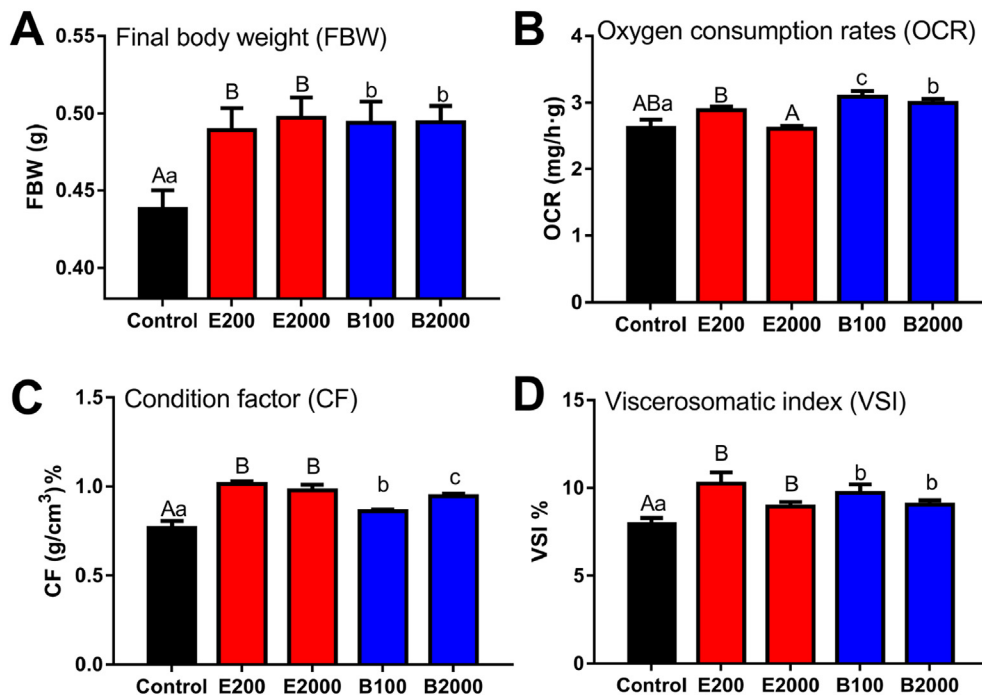 A Final body weight (FBW)
FBW (g)
0.55
0.50
0.45
0.40
Aa B B b b
Control E200 E2000 B100 B2000
B Oxygen consumption rates (OCR)
OCR (mg/h·g)
4
3
2
1
0
ABa B A c b
Control E200 E2000 B100 B2000
C Condition factor (CF)
CF (g/cm³) %
1.5
1.0
0.5
0.0
Aa B B b c
Control E200 E2000 B100 B2000
D Viscerosomatic index (VSI)
VSI %
15
10
5
0
Aa B B b b
Control E200 E2000 B100 B2000